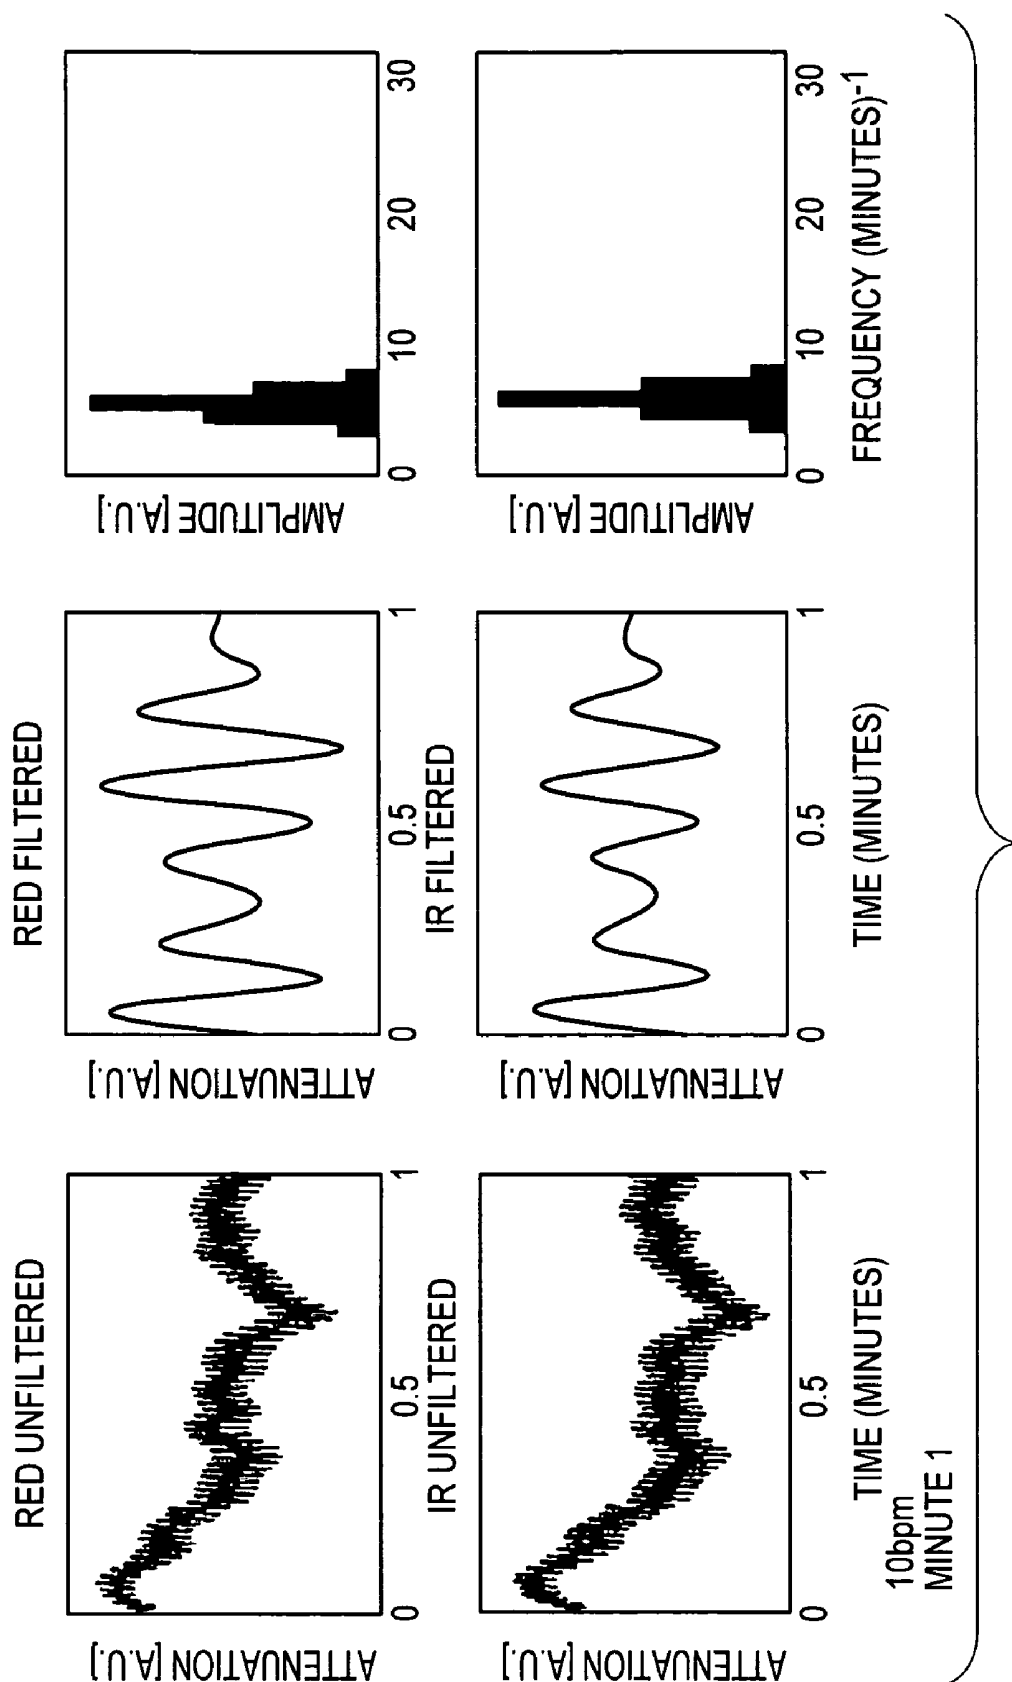 RED UNFILTERED
ATTENUATION [A.U.]
0 0.5 1
RED FILTERED
ATTENUATION [A.U.]
0 0.5 1
AMPLITUDE [A.U.]
0 10 20 30
IR UNFILTERED
ATTENUATION [A.U.]
0 0.5 1
TIME (MINUTES)
IR FILTERED
ATTENUATION [A.U.]
0 0.5 1
TIME (MINUTES)
AMPLITUDE [A.U.]
0 10 20 30
FREQUENCY (MINUTES)-1
10bpm
MINUTE 1